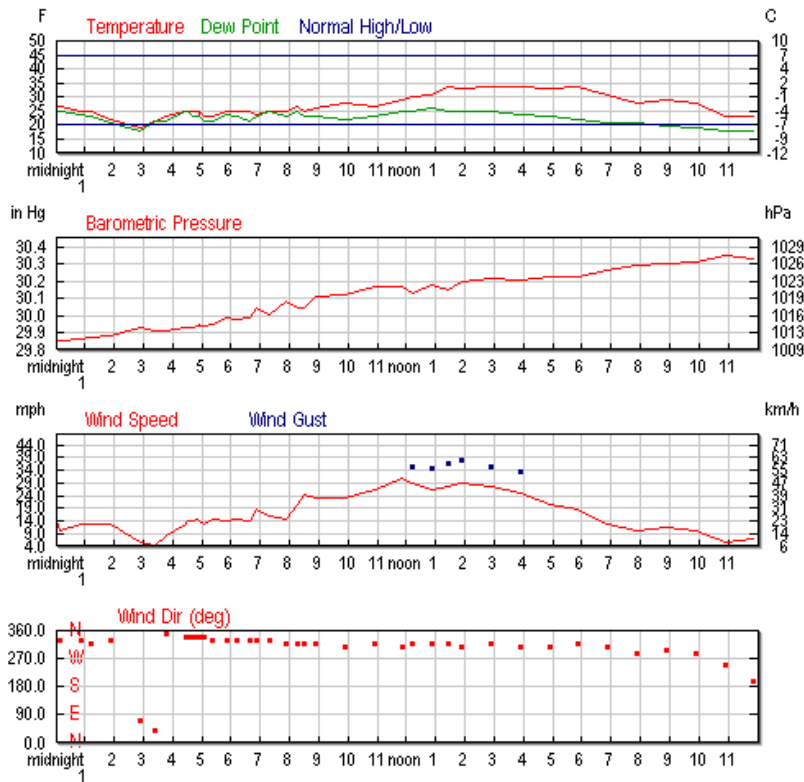 F Temperature Dew Point Normal High/Low C
50 10
45 7
40 4
35 2
30 -1
25 -4
20 -7
15 -9
10 -12
midnight 1 2 3 4 5 6 7 8 9 10 11 noon 1 2 3 4 5 6 7 8 9 10 11
in Hg Barometric Pressure hPa
30.4 1029
30.3 1026
30.2 1023
30.1 1019
30.0 1016
29.9 1013
29.8 1009
midnight 1 2 3 4 5 6 7 8 9 10 11 noon 1 2 3 4 5 6 7 8 9 10 11
mph Wind Speed Wind Gust km/h
44.0 71
39.0 63
34.0 55
29.0 47
24.0 39
19.0 31
14.0 23
9.0 14
4.0 6
midnight 1 2 3 4 5 6 7 8 9 10 11 noon 1 2 3 4 5 6 7 8 9 10 11
Wind Dir (deg)
360.0 N
270.0 W
180.0 S
90.0 E
0.0 N
midnight 1 2 3 4 5 6 7 8 9 10 11 noon 1 2 3 4 5 6 7 8 9 10 11